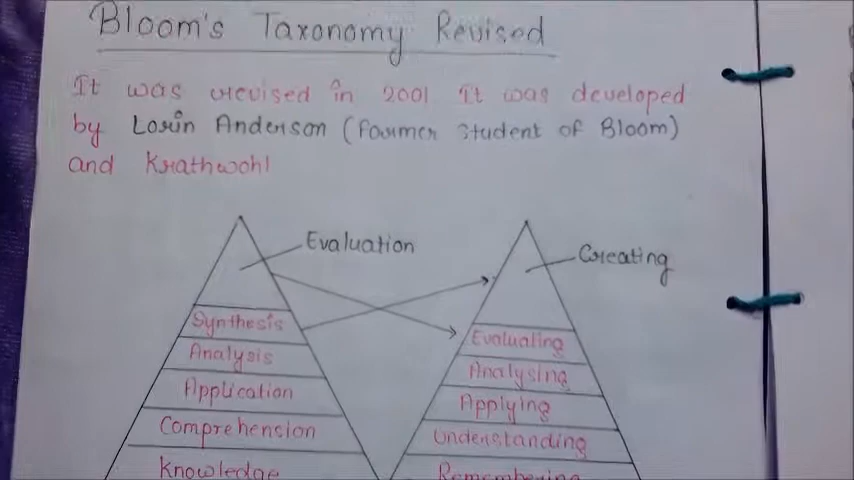 Bloom's Taxonomy Revised
It was revised in 2001 It was developed
by Lorin Anderson (Former Student of Bloom)
and Krathwohl
Evaluation
Synthesis
Analysis
Application
Comprehension
Knowledge
Creating
Evaluating
Analysing
Applying
Understanding
Remembering